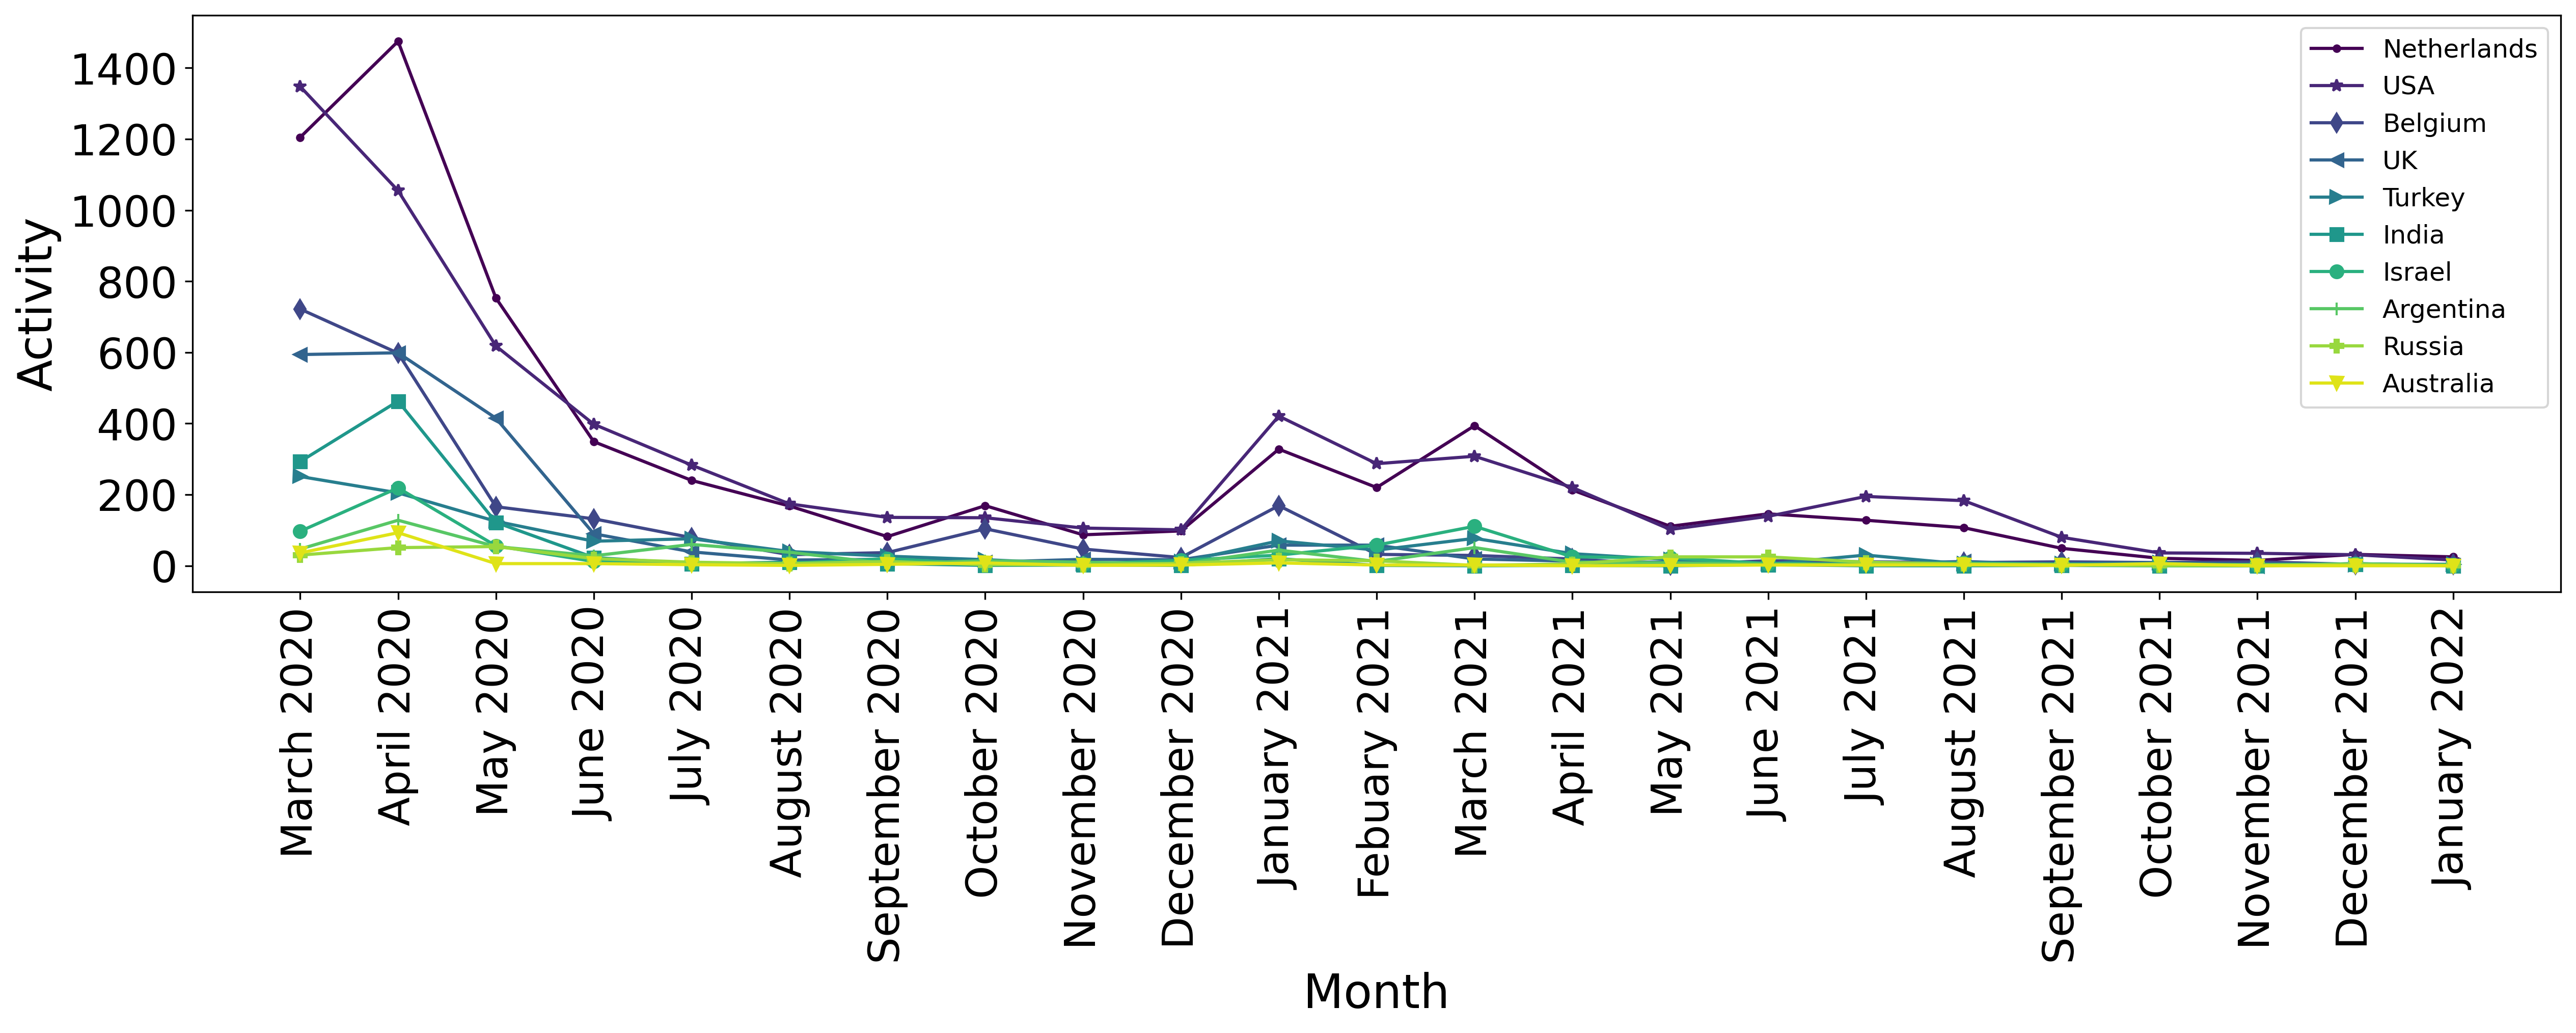 1400
1200
1000
800
600
400
200
0
Activity
Netherlands
USA
Belgium
UK
Turkey
India
Israel
Argentina
Russia
Australia
March 2020
April 2020
May 2020
June 2020
July 2020
August 2020
September 2020
October 2020
November 2020
December 2020
January 2021
Febuary 2021
March 2021
April 2021
May 2021
June 2021
July 2021
August 2021
September 2021
October 2021
November 2021
December 2021
January 2022
Month